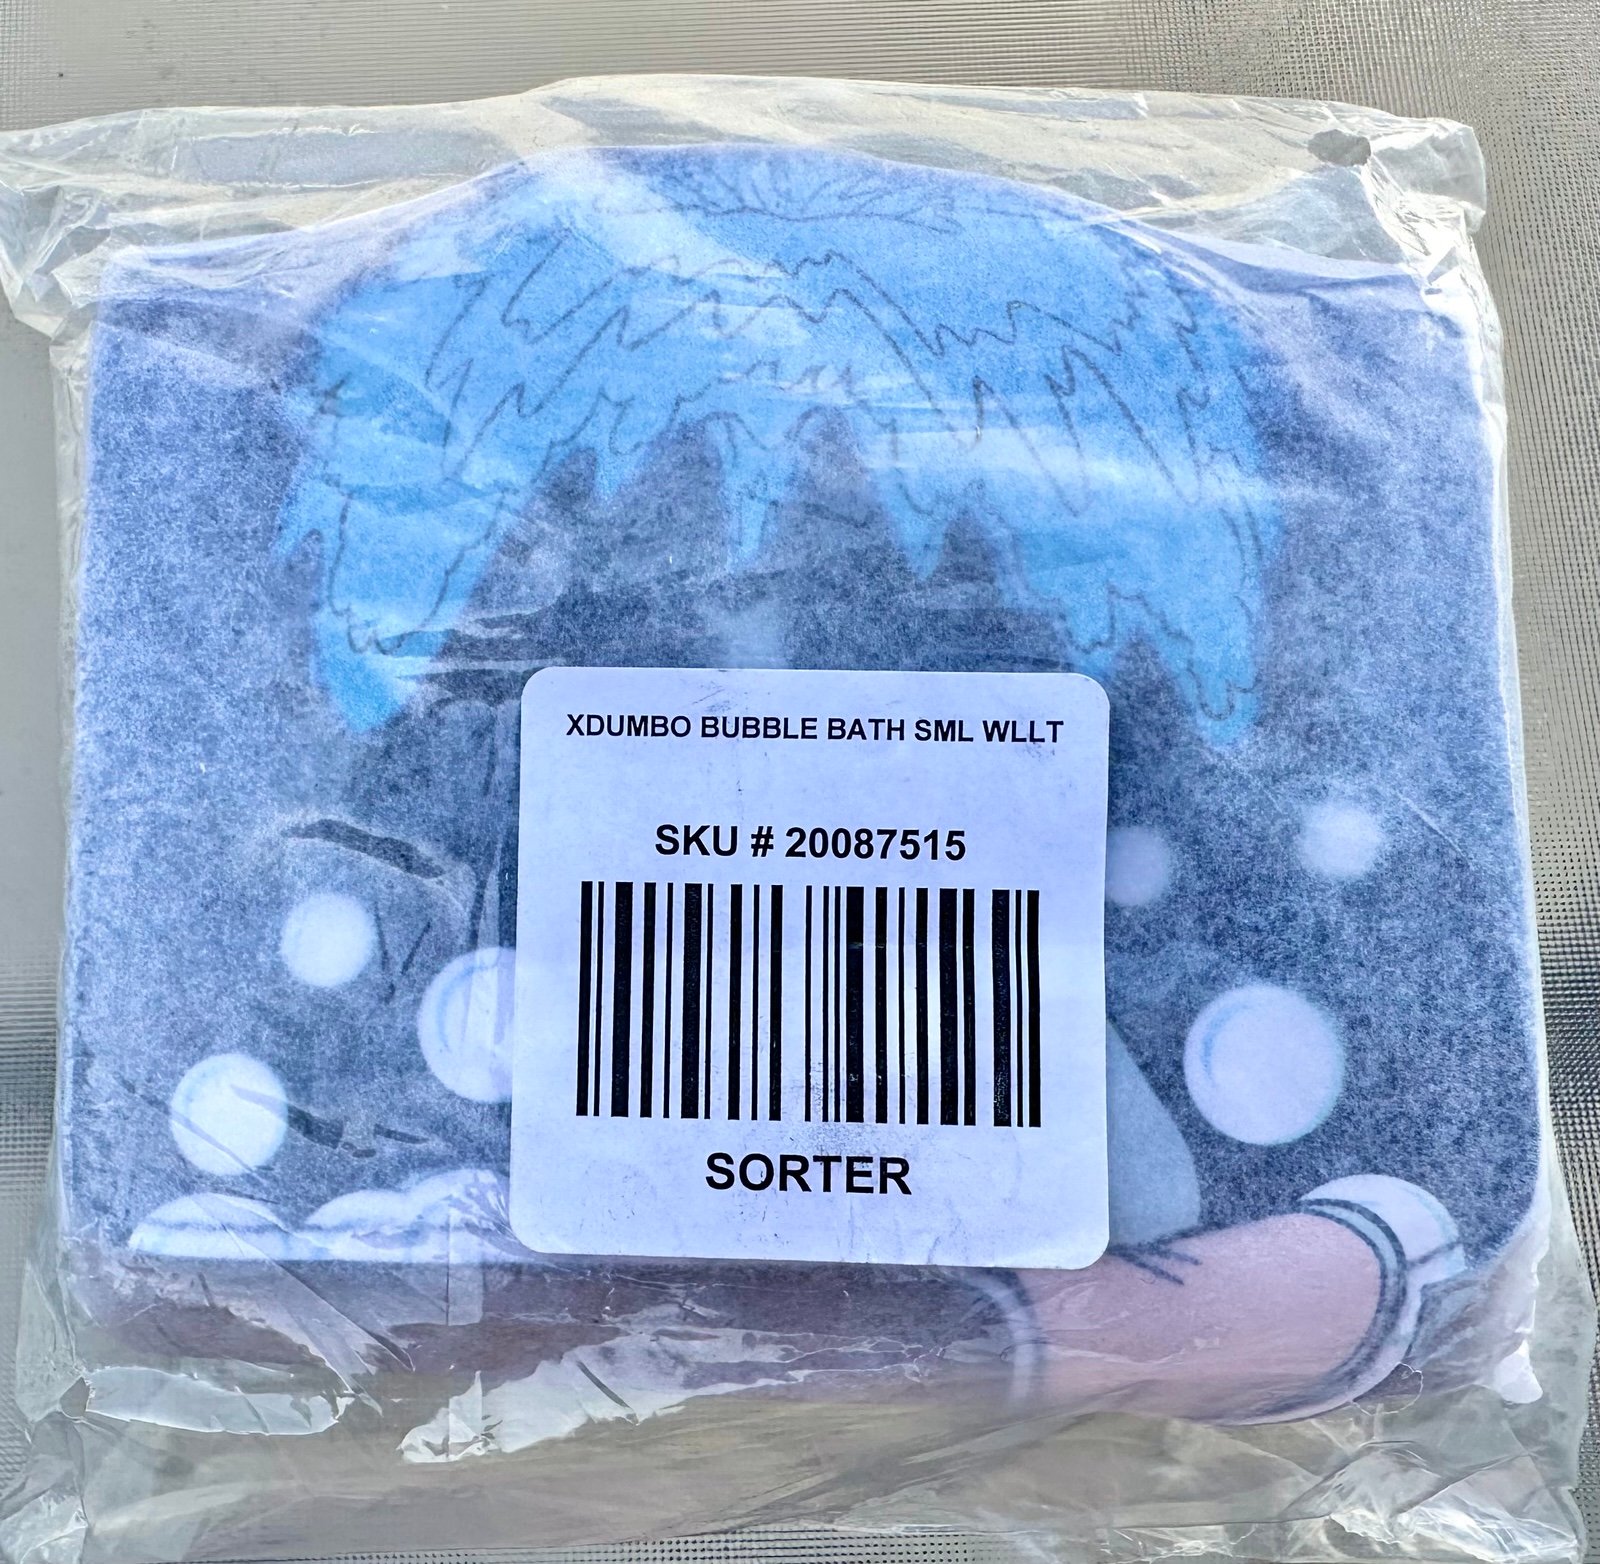 XDUMBO BUBBLE BATH SML WLLT
SKU # 20087515
SORTER